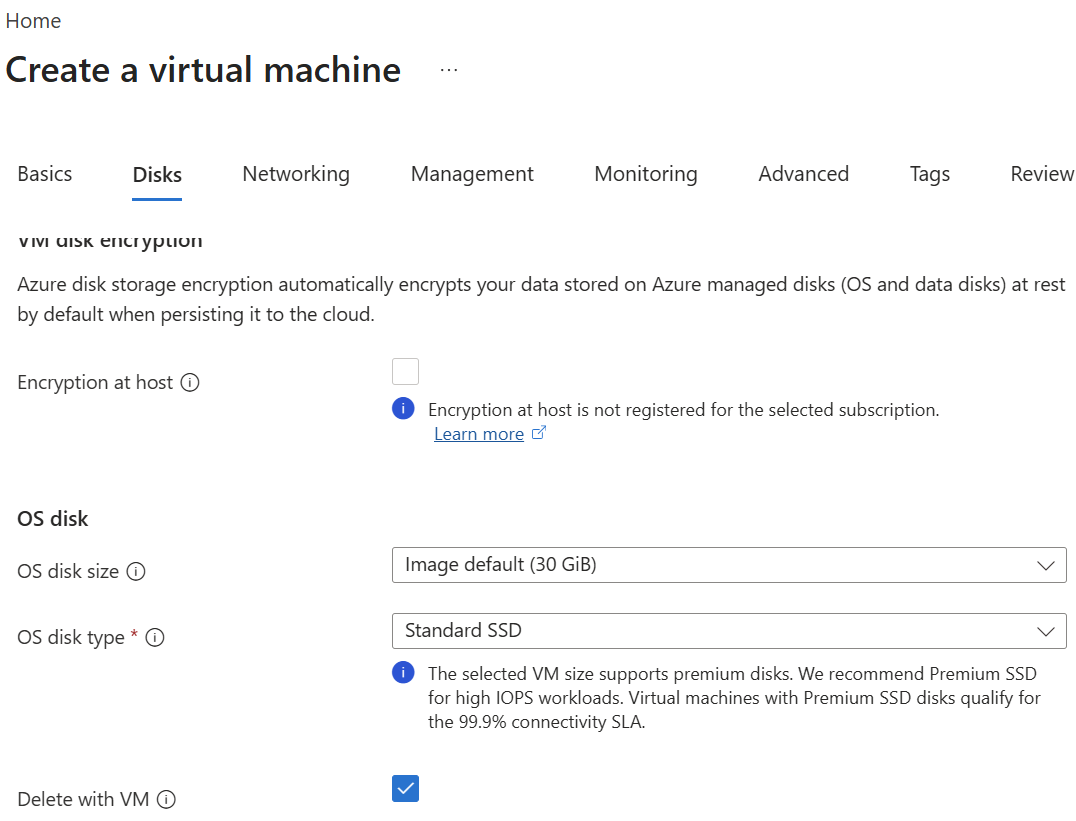 Home
Create a virtual machine ...
Basics Disks Networking Management Monitoring Advanced Tags Review
VM disk encryption
Azure disk storage encryption automatically encrypts your data stored on Azure managed disks (OS and data disks) at rest
by default when persisting it to the cloud.
Encryption at host
Encryption at host is not registered for the selected subscription.
Learn more
OS disk
OS disk size Image default (30 GiB)
OS disk type * Standard SSD
The selected VM size supports premium disks. We recommend Premium SSD
for high IOPS workloads. Virtual machines with Premium SSD disks qualify for
the 99.9% connectivity SLA.
Delete with VM